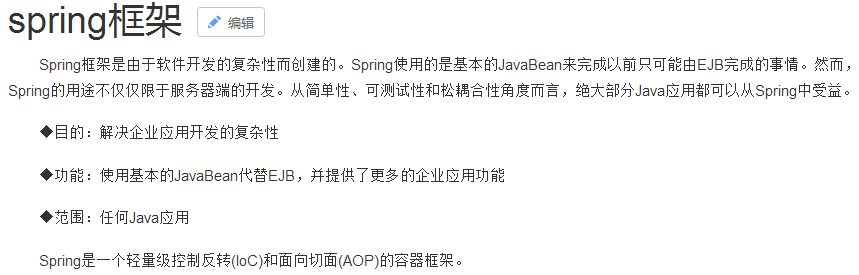 spring框架 编辑
Spring框架是由于软件开发的复杂性而创建的。Spring使用的是基本的JavaBean来完成以前只可能由EJB完成的事情。然而，
Spring的用途不仅仅限于服务器端的开发。从简单性、可测试性和松耦合性角度而言，绝大部分Java应用都可以从Spring中受益。
◆目的：解决企业应用开发的复杂性
◆功能：使用基本的JavaBean代替EJB，并提供了更多的企业应用功能
◆范围：任何Java应用
Spring是一个轻量级控制反转(IoC)和面向切面(AOP)的容器框架。